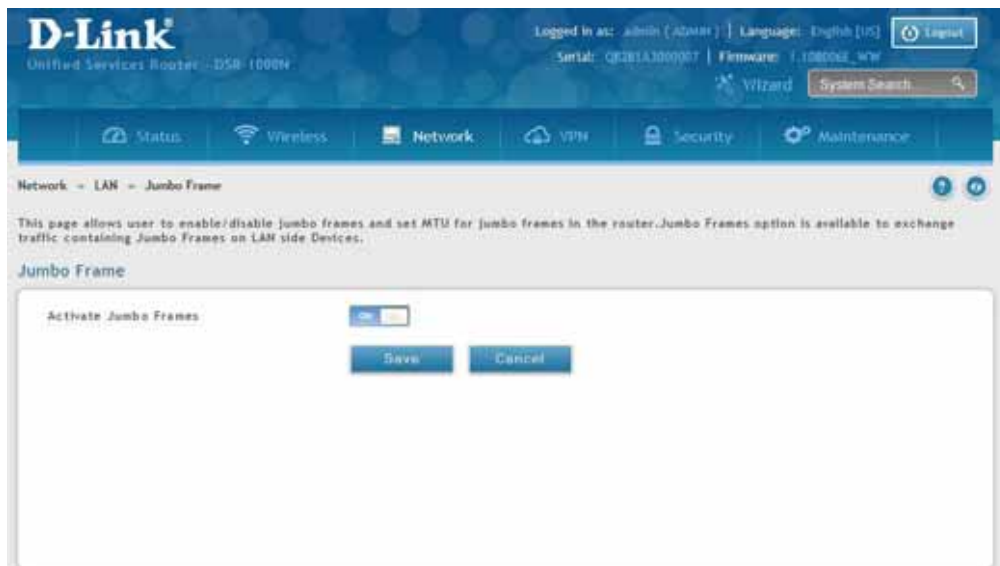 D-Link
Unified Services Router - DSR-1000N
Logged in as: admin ( ADMIN ) | Language: English [US]
Logout
Serial: | Firmware:
Wizard
System Search
Status
Wireless
Network
VPN
Security
Maintenance
Network » LAN » Jumbo Frame
This page allows user to enable/disable jumbo frames and set MTU for jumbo frames in the router.Jumbo Frames option is available to exchange
traffic containing Jumbo Frames on LAN side Devices.
Jumbo Frame
Activate Jumbo Frames
ON
Save
Cancel